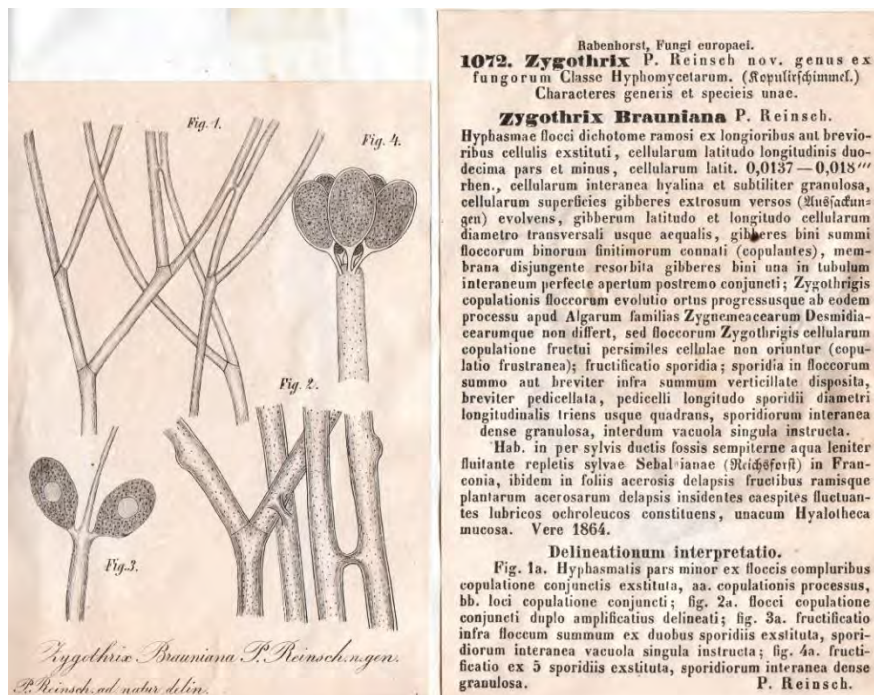 Fig. 1.
Fig. 4.
Fig. 2.
Fig. 3.
Zygothrix Brauniana P. Reinsch. n. gen.
P. Reinsch. ad natur delin.
Rabenhorst, Fungi europaei.
1072. Zygothrix P. Reinsch nov. genus ex
fungorum Classe Hyphomycetarum. (Kopulirschimmel.)
Characteres generis et specieis unae.
Zygothrix Brauniana P. Reinsch.
Hyphasmae flocci dichotome ramosi ex longioribus aut brevio-
ribus cellulis exstituti, cellularum latitudo longitudinis duo-
decima pars et minus, cellularum latit. 0,0137—0,018‴
rhen., cellularum interanea hyalina et subtiliter granulosa,
cellularum superficies gibberes extrosum versos (Aussackun-
gen) evolvens, gibberum latitudo et longitudo cellularum
diametro transversali usque aequalis, gibberes bini summi
floccorum binorum finitimorum connati (copulantes), mem-
brana disjungente resorbita gibberes bini una in tubulum
interaneum perfecte apertum postremo conjuncti; Zygothrigis
copulationis floccorum evolutio ortus progressusque ab eodem
processu apud Algarum familias Zygnemeacearum Desmidia-
cearumque non differt, sed floccorum Zygothrigis cellularum
copulatione fructui persimiles cellulae non oriuntur (copu-
latio frustranea); fructificatio sporidia; sporidia in floccorum
summo aut breviter infra summum verticillate disposita,
breviter pedicellata, pedicelli longitudo sporidii diametri
longitudinalis triens usque quadrans, sporidiorum interanea
dense granulosa, interdum vacuola singula instructa.
Hab. in per sylvis ductis fossis sempiterne aqua leniter
fluitante repletis sylvae Sebaldianae (Reichsforst) in Fran-
conia, ibidem in foliis acerosis delapsis fructibus ramisque
plantarum acerosarum delapsis insidentes caespites fluctuan-
tes lubricos ochroleucos constituens, unacum Hyalotheca
mucosa. Vere 1864.
Delineationum interpretatio.
Fig. 1a. Hyphasmatis pars minor ex floccis compluribus
copulatione conjunctis exstituta, aa. copulationis processus,
bb. loci copulatione conjuncti; fig. 2a. flocci copulatione
conjuncti duplo amplificatius delineati; fig. 3a. fructificatio
infra floccum summum ex duobus sporidiis exstituta, spori-
diorum interanea vacuola singula instructa; fig. 4a. fructi-
ficatio ex 5 sporidiis exstituta, sporidiorum interanea dense
granulosa. P. Reinsch.